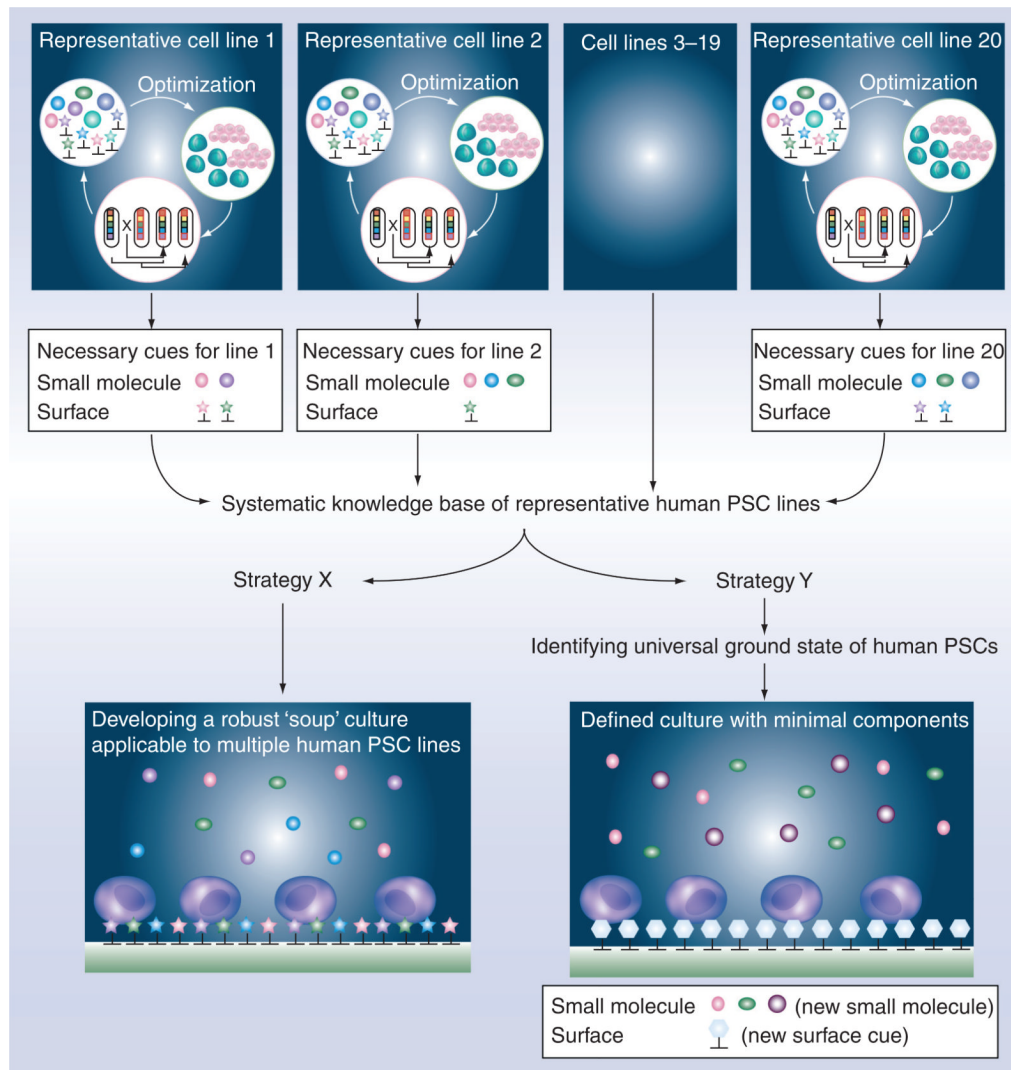 Representative cell line 1
Optimization
X
Representative cell line 2
Optimization
X
Cell lines 3–19
Representative cell line 20
Optimization
X
Necessary cues for line 1
Small molecule
Surface
Necessary cues for line 2
Small molecule
Surface
Necessary cues for line 20
Small molecule
Surface
Systematic knowledge base of representative human PSC lines
Strategy X
Strategy Y
Identifying universal ground state of human PSCs
Developing a robust ‘soup’ culture
applicable to multiple human PSC lines
Defined culture with minimal components
Small molecule (new small molecule)
Surface (new surface cue)